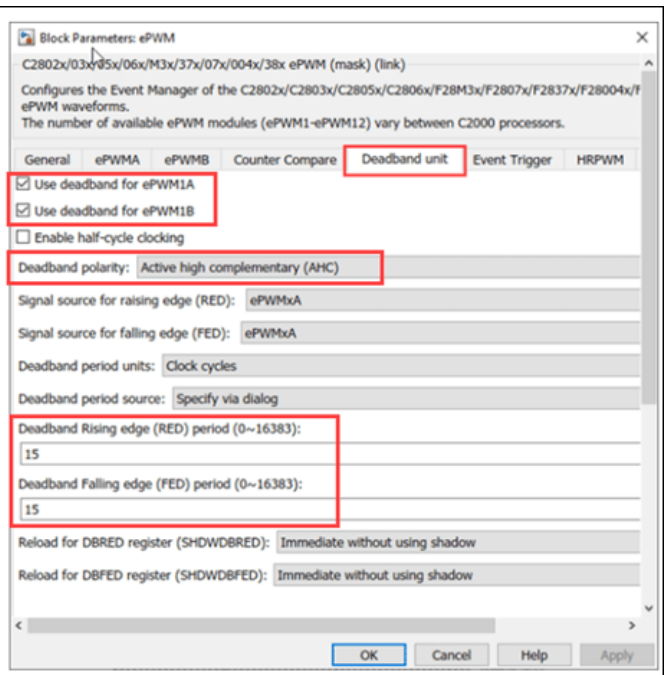 Block Parameters: ePWM
C2802x/03x/05x/06x/M3x/37x/07x/004x/38x ePWM (mask) (link)
Configures the Event Manager of the C2802x/C2803x/C2805x/C2806x/F28M3x/F2807x/F2837x/F28004x/F
ePWM waveforms.
The number of available ePWM modules (ePWM1-ePWM12) vary between C2000 processors.
General ePWMA ePWMB Counter Compare Deadband unit Event Trigger HRPWM
Use deadband for ePWM1A
Use deadband for ePWM1B
Enable half-cycle clocking
Deadband polarity: Active high complementary (AHC)
Signal source for raising edge (RED): ePWMxA
Signal source for falling edge (FED): ePWMxA
Deadband period units: Clock cycles
Deadband period source: Specify via dialog
Deadband Rising edge (RED) period (0~16383):
15
Deadband Falling edge (FED) period (0~16383):
15
Reload for DBRED register (SHDWDBRED): Immediate without using shadow
Reload for DBFED register (SHDWDBFED): Immediate without using shadow
OK Cancel Help Apply